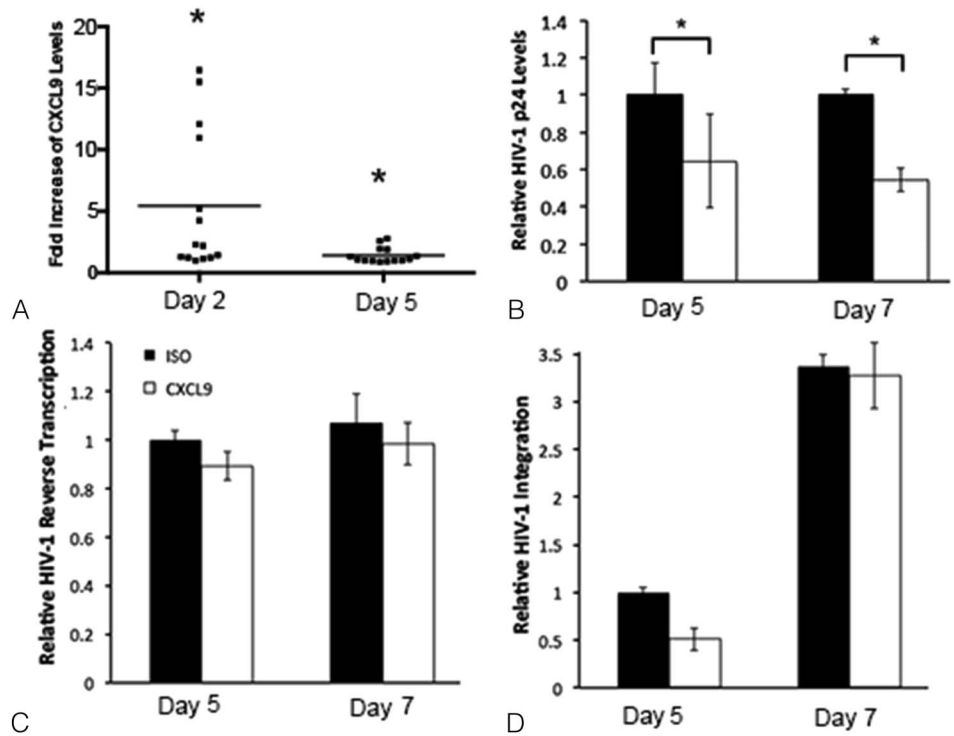 Fold Increase of CXCL9 Levels
20
15
10
5
0
*
*
Day 2
Day 5
A
Relative HIV-1 p24 Levels
1.4
1.2
1
0.8
0.6
0.4
0.2
0
*
*
Day 5
Day 7
B
Relative HIV-1 Reverse Transcription
1.4
1.2
1
0.8
0.6
0.4
0.2
0
ISO
CXCL9
Day 5
Day 7
C
Relative HIV-1 Integration
3.5
3
2.5
2
1.5
1
0.5
0
Day 5
Day 7
D